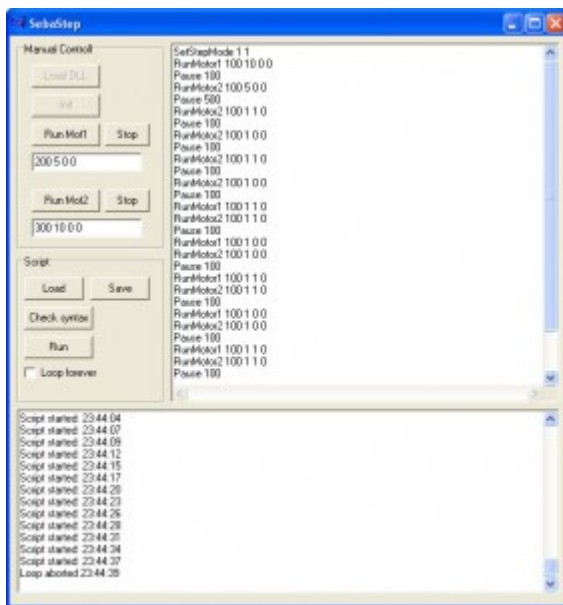 SebaStep
Manual Controll
Load DLL
Init
Run Mot1
Stop
200 5 0 0
Run Mot2
Stop
300 10 0 0
Script
Load
Save
Check syntax
Run
Loop forever
SetStepMode 1 1
RunMotor1 100 10 0 0
Pause 100
RunMotor2 100 5 0 0
Pause 500
RunMotor2 100 1 1 0
Pause 100
RunMotor2 100 1 0 0
Pause 100
RunMotor2 100 1 1 0
Pause 100
RunMotor2 100 1 0 0
Pause 100
RunMotor1 100 1 1 0
RunMotor2 100 1 1 0
Pause 100
RunMotor1 100 1 0 0
RunMotor2 100 1 0 0
Pause 100
RunMotor1 100 1 1 0
RunMotor2 100 1 1 0
Pause 100
RunMotor1 100 1 0 0
RunMotor2 100 1 0 0
Pause 100
RunMotor1 100 1 1 0
RunMotor2 100 1 1 0
Pause 100
Script started: 23:44:04
Script started: 23:44:07
Script started: 23:44:09
Script started: 23:44:12
Script started: 23:44:15
Script started: 23:44:17
Script started: 23:44:20
Script started: 23:44:23
Script started: 23:44:26
Script started: 23:44:28
Script started: 23:44:31
Script started: 23:44:34
Script started: 23:44:37
Loop aborted 23:44:39